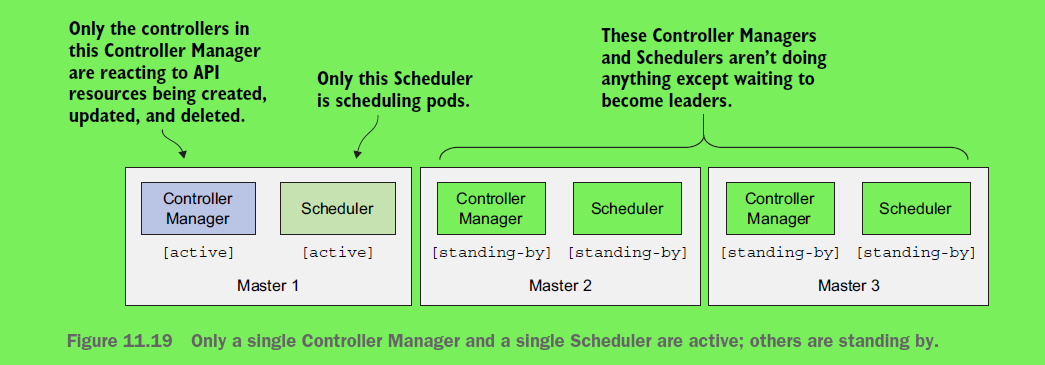 Only the controllers in
this Controller Manager
are reacting to API
resources being created,
updated, and deleted.
Only this Scheduler
is scheduling pods.
These Controller Managers
and Schedulers aren’t doing
anything except waiting to
become leaders.
Controller
Manager
[active]
Scheduler
[active]
Master 1
Controller
Manager
[standing-by]
Scheduler
[standing-by]
Master 2
Controller
Manager
[standing-by]
Scheduler
[standing-by]
Master 3
Figure 11.19 Only a single Controller Manager and a single Scheduler are active; others are standing by.